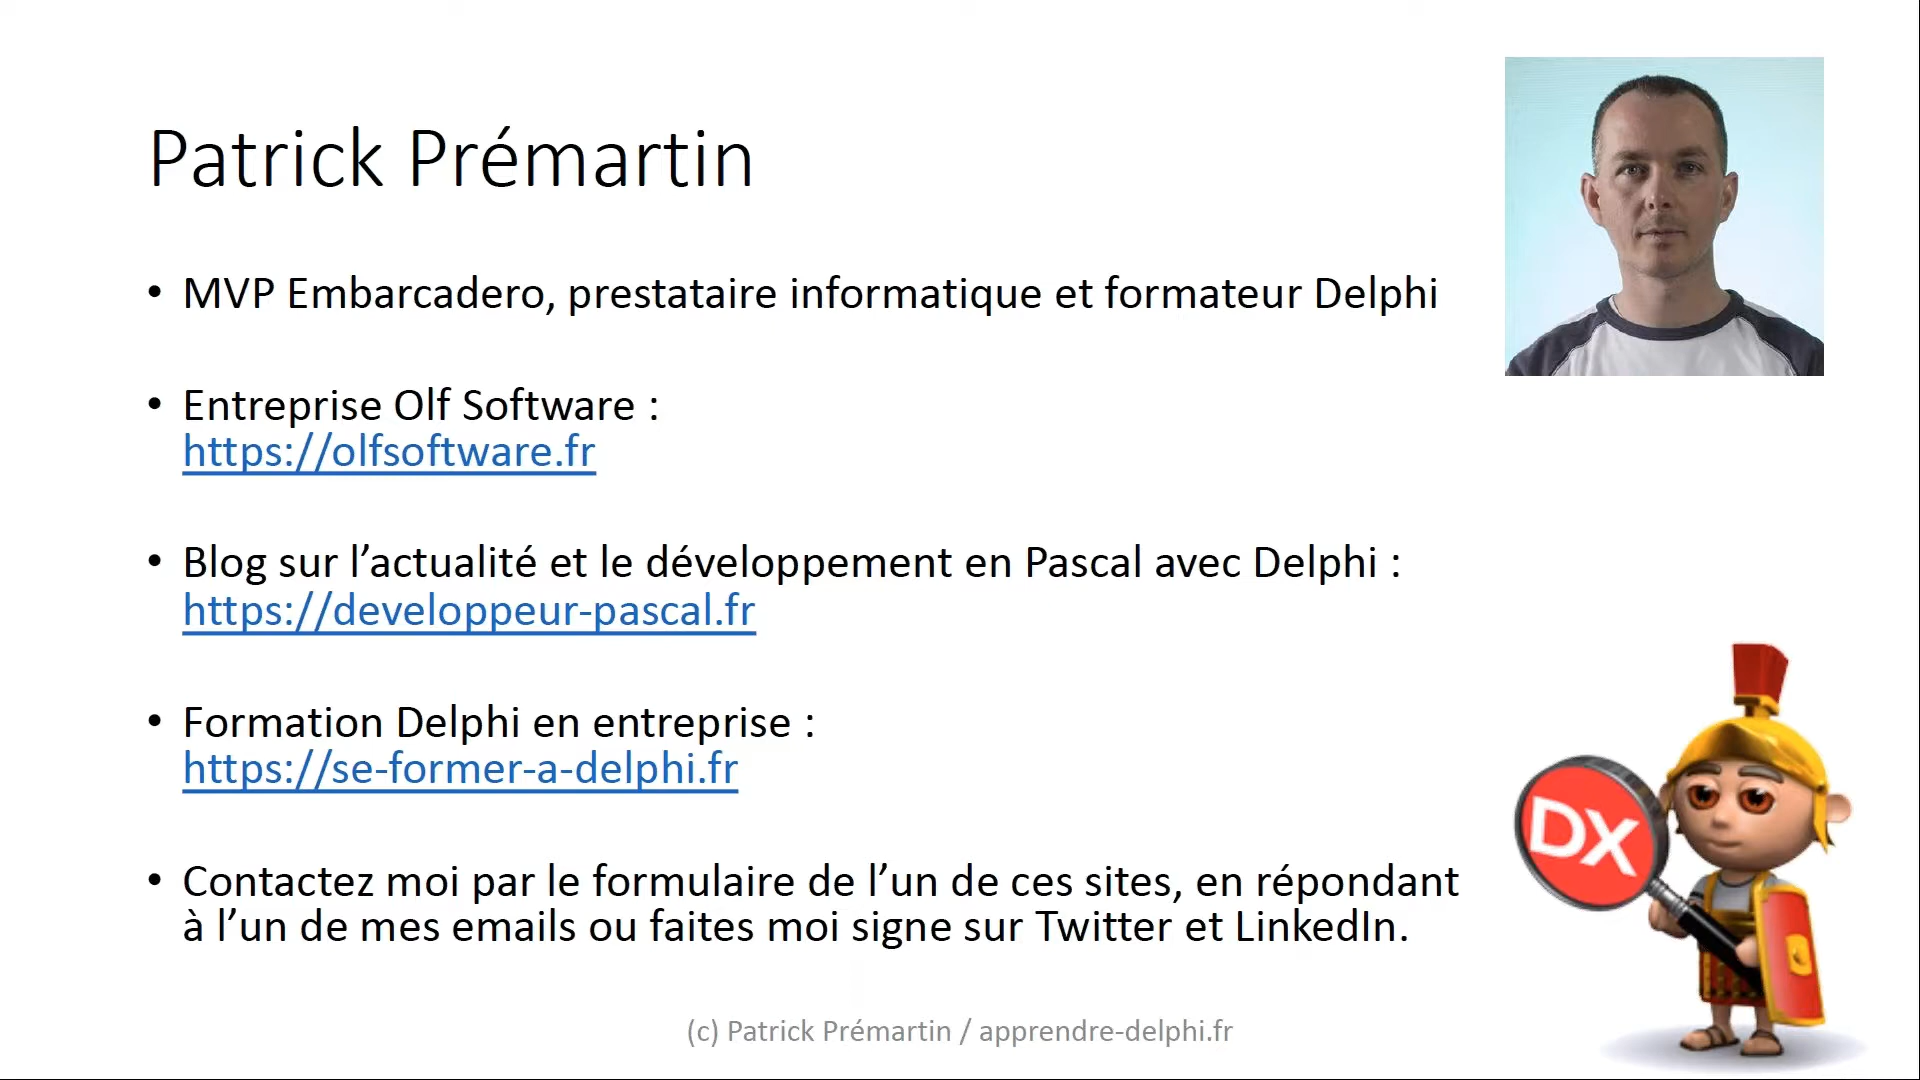 Patrick Prémartin
• MVP Embarcadero, prestataire informatique et formateur Delphi
• Entreprise Olf Software :
https://olfsoftware.fr
• Blog sur l’actualité et le développement en Pascal avec Delphi :
https://developpeur-pascal.fr
• Formation Delphi en entreprise :
https://se-former-a-delphi.fr
DX
• Contactez moi par le formulaire de l’un de ces sites, en répondant
à l’un de mes emails ou faites moi signe sur Twitter et LinkedIn.
(c) Patrick Prémartin / apprendre-delphi.fr